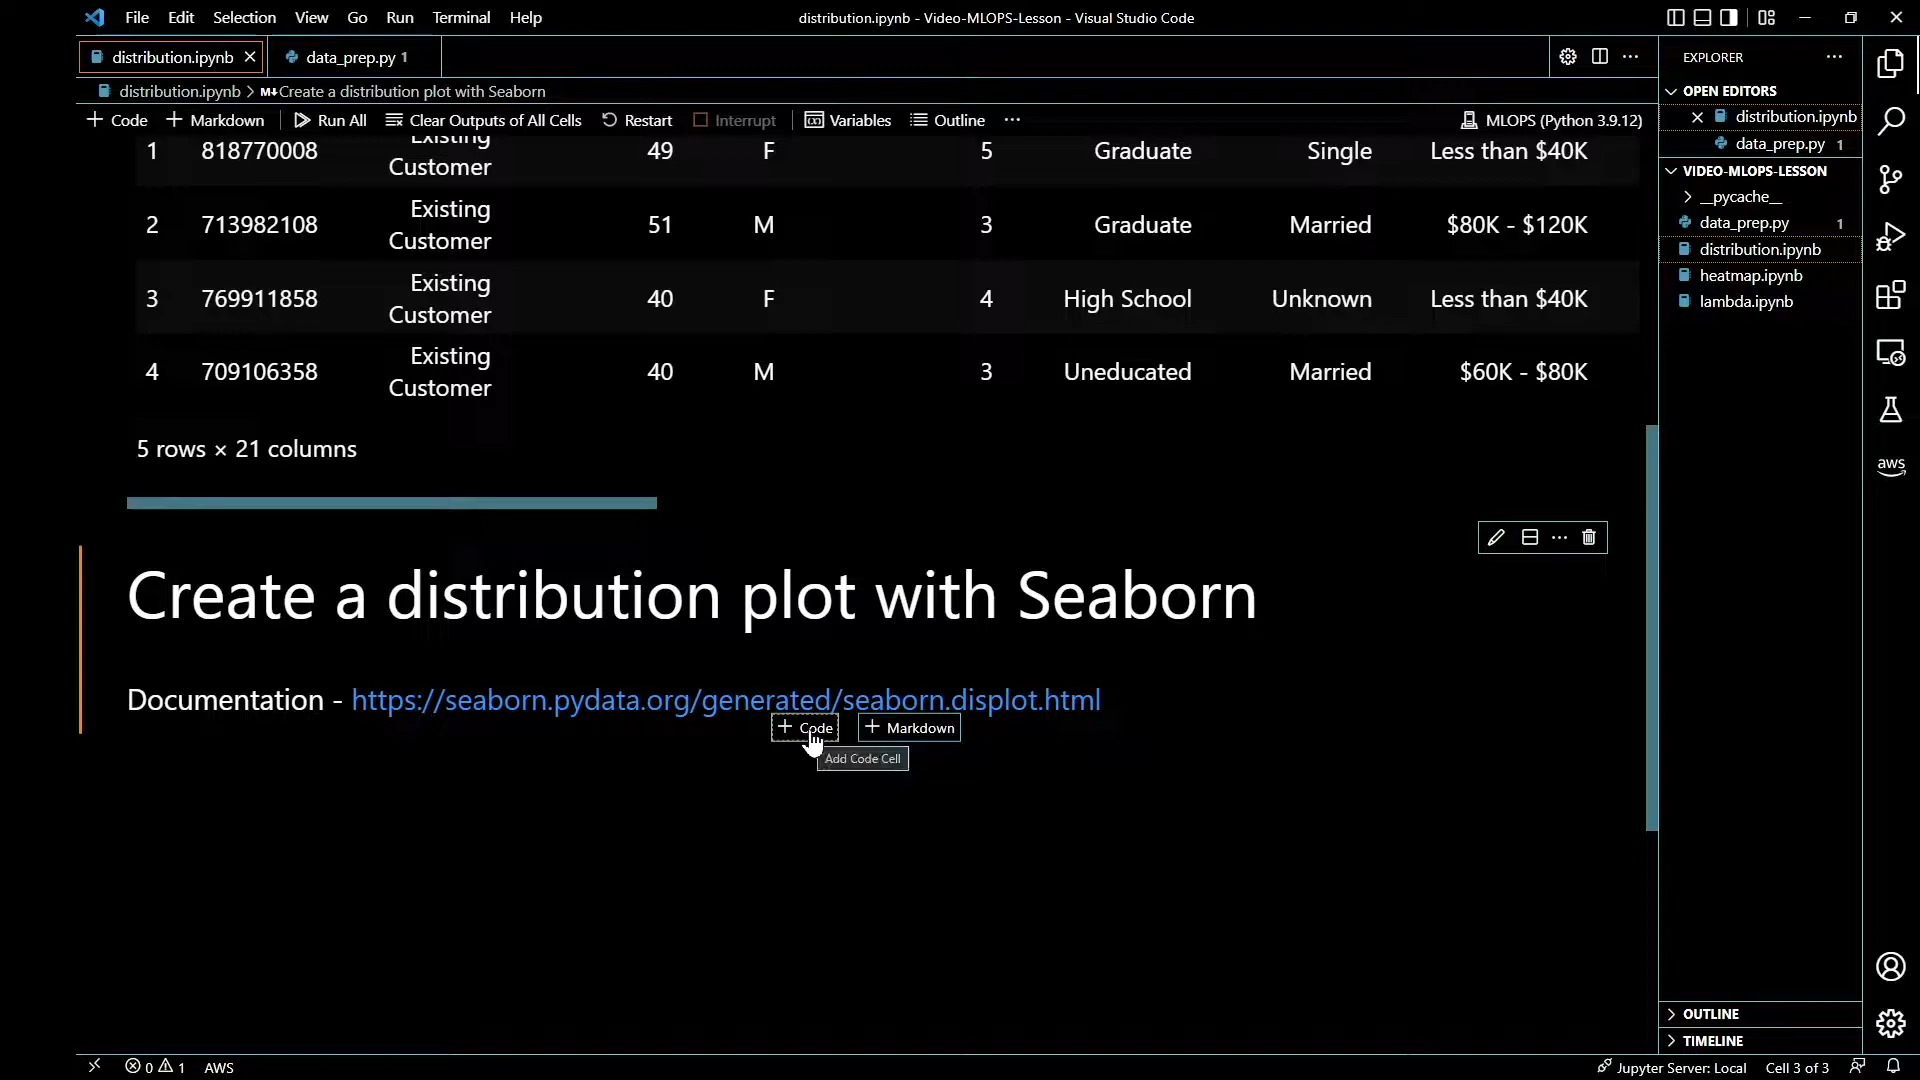 File Edit Selection View Go Run Terminal Help
distribution.ipynb - Video-MLOPS-Lesson - Visual Studio Code
distribution.ipynb
data_prep.py 1
distribution.ipynb > M↓Create a distribution plot with Seaborn
+ Code + Markdown Run All Clear Outputs of All Cells Restart Interrupt Variables Outline ...
MLOPS (Python 3.9.12)
1 818770008 Existing Customer 49 F 5 Graduate Single Less than $40K
2 713982108 Existing Customer 51 M 3 Graduate Married $80K - $120K
3 769911858 Existing Customer 40 F 4 High School Unknown Less than $40K
4 709106358 Existing Customer 40 M 3 Uneducated Married $60K - $80K
5 rows × 21 columns
Create a distribution plot with Seaborn
Documentation - https://seaborn.pydata.org/generated/seaborn.displot.html
+ Code + Markdown
Add Code Cell
EXPLORER
OPEN EDITORS
distribution.ipynb
data_prep.py 1
VIDEO-MLOPS-LESSON
__pycache__
data_prep.py 1
distribution.ipynb
heatmap.ipynb
lambda.ipynb
OUTLINE
TIMELINE
aws
0 1 AWS
Jupyter Server: Local Cell 3 of 3